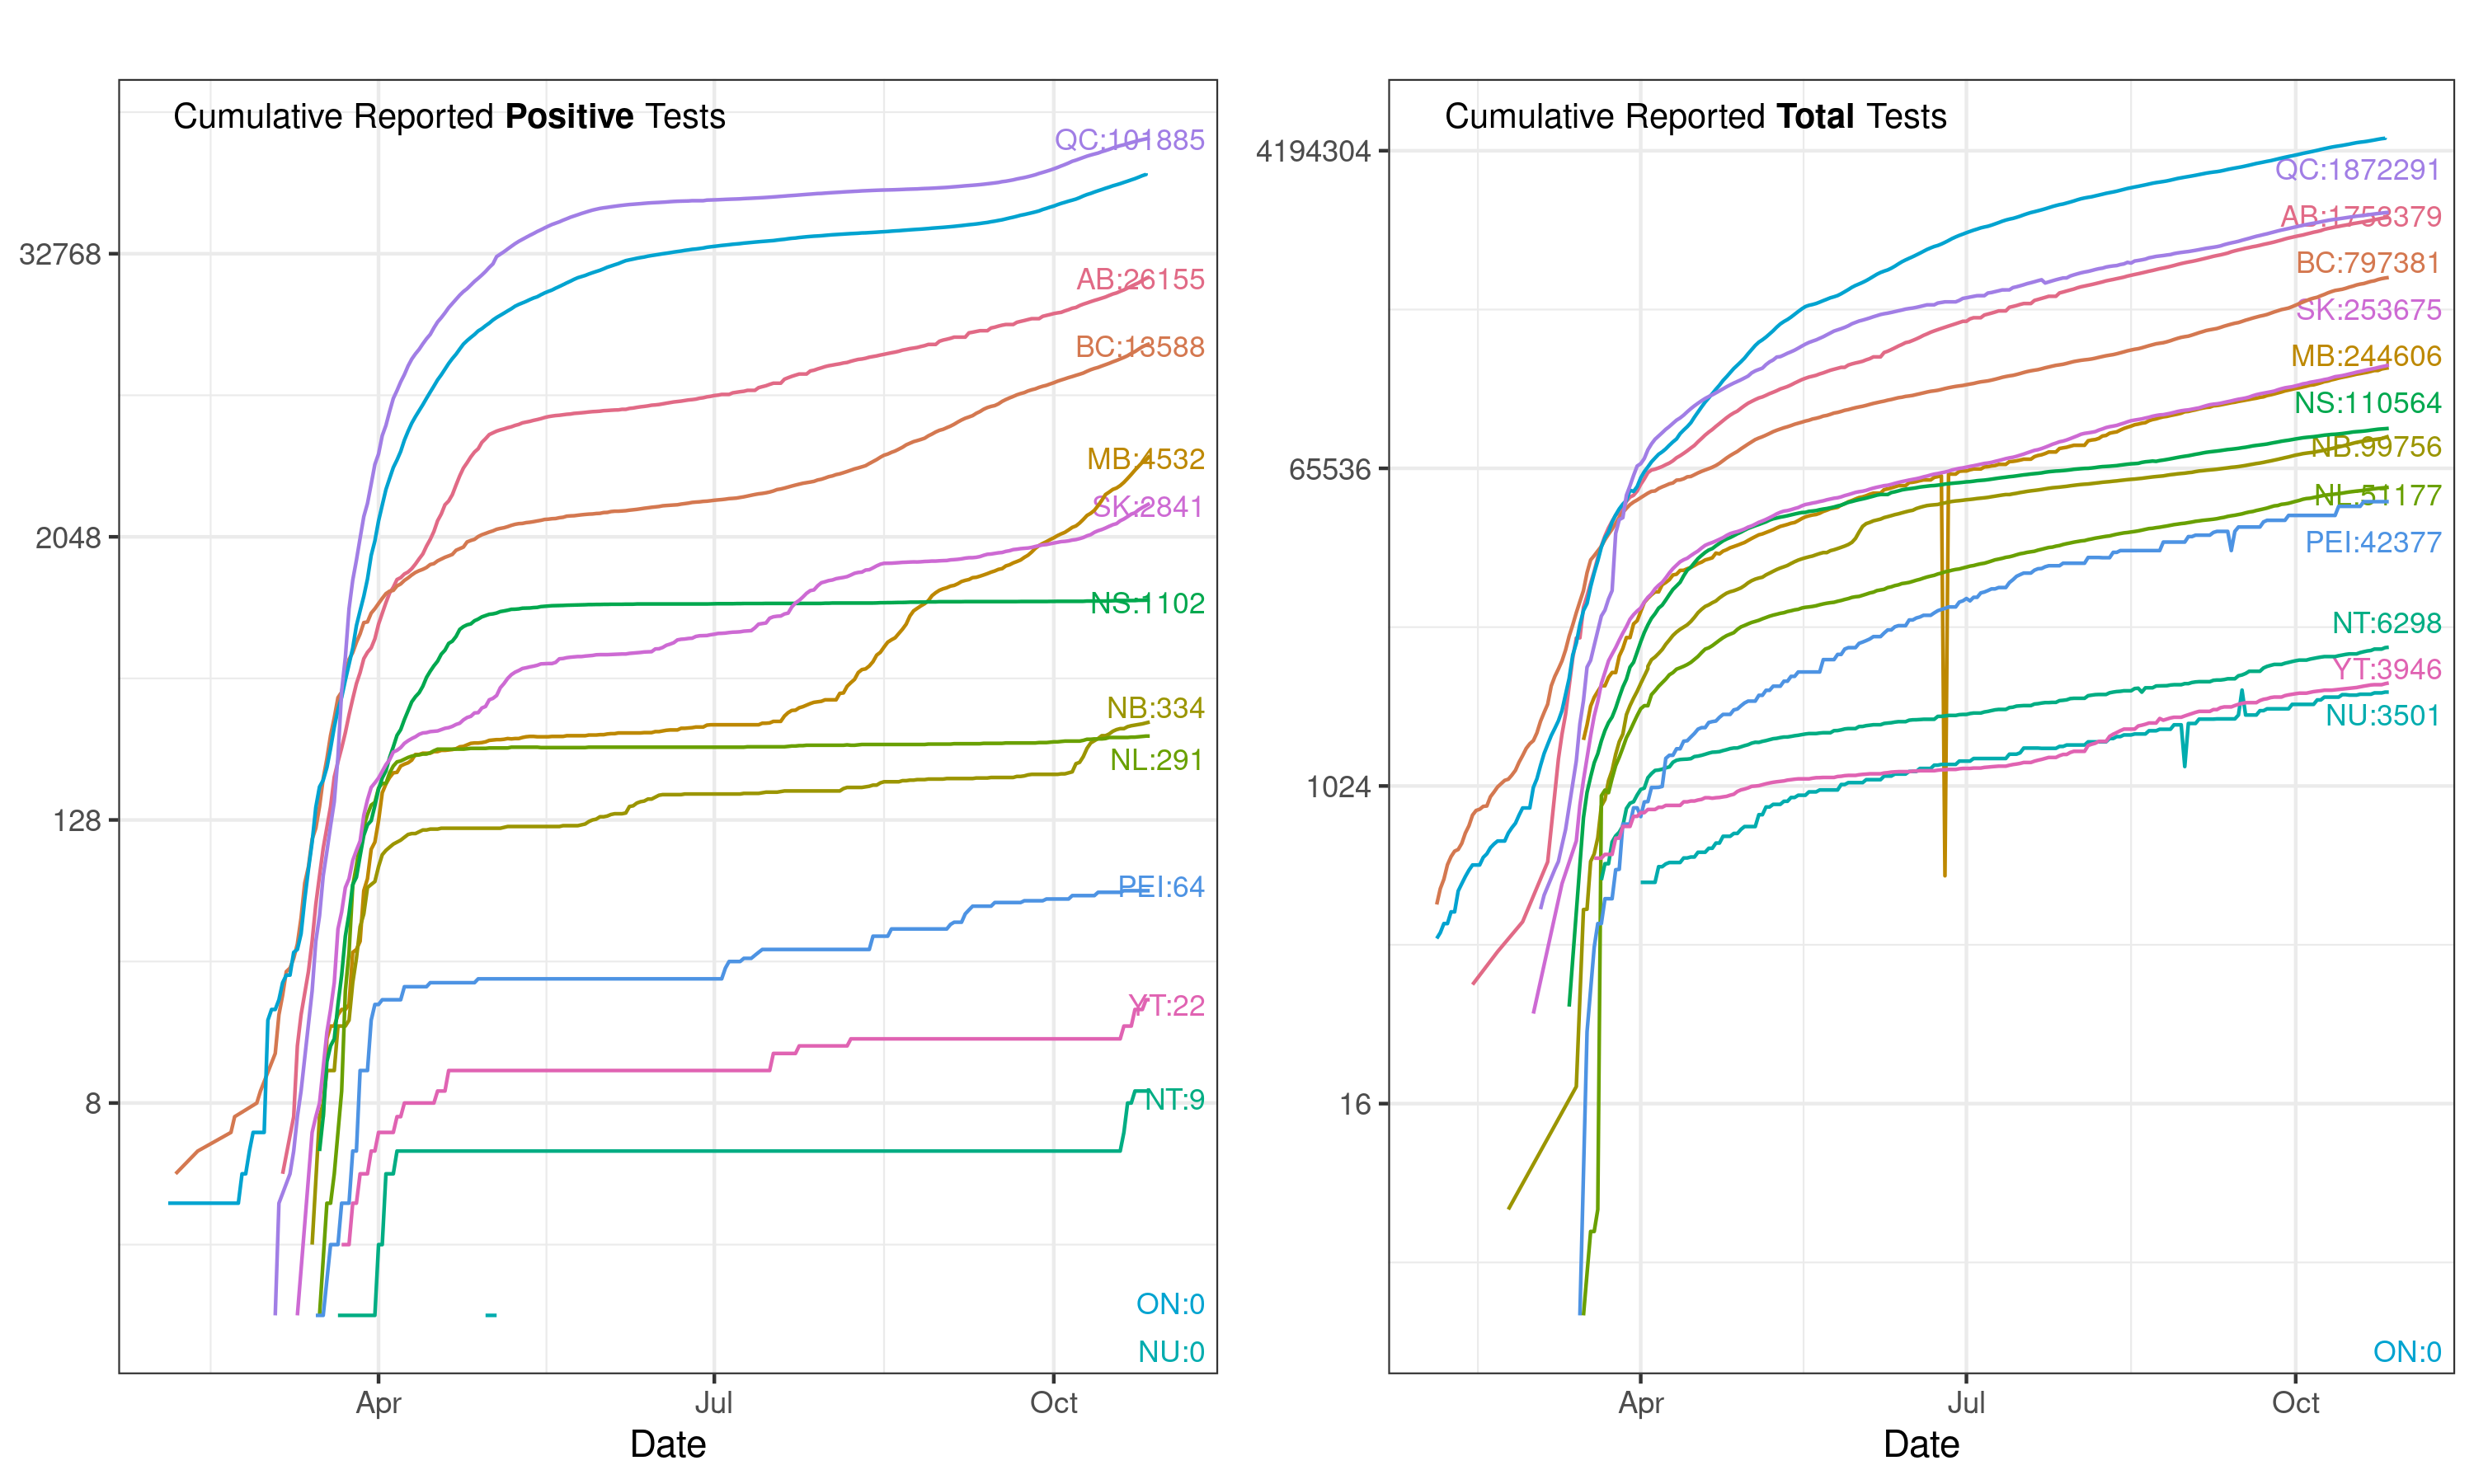 Cumulative Reported Positive Tests
QC:101885
32768
AB:26155
BC:13588
MB:4532
SK:2841
2048
NS:1102
NB:334
NL:291
128
PEI:64
YT:22
NT:9
8
ON:0
NU:0
Apr
Jul
Oct
Date
Cumulative Reported Total Tests
4194304
QC:1872291
AB:1753379
BC:797381
SK:253675
MB:244606
NS:110564
NB:99756
65536
NL:51177
PEI:42377
NT:6298
YT:3946
NU:3501
1024
16
ON:0
Apr
Jul
Oct
Date